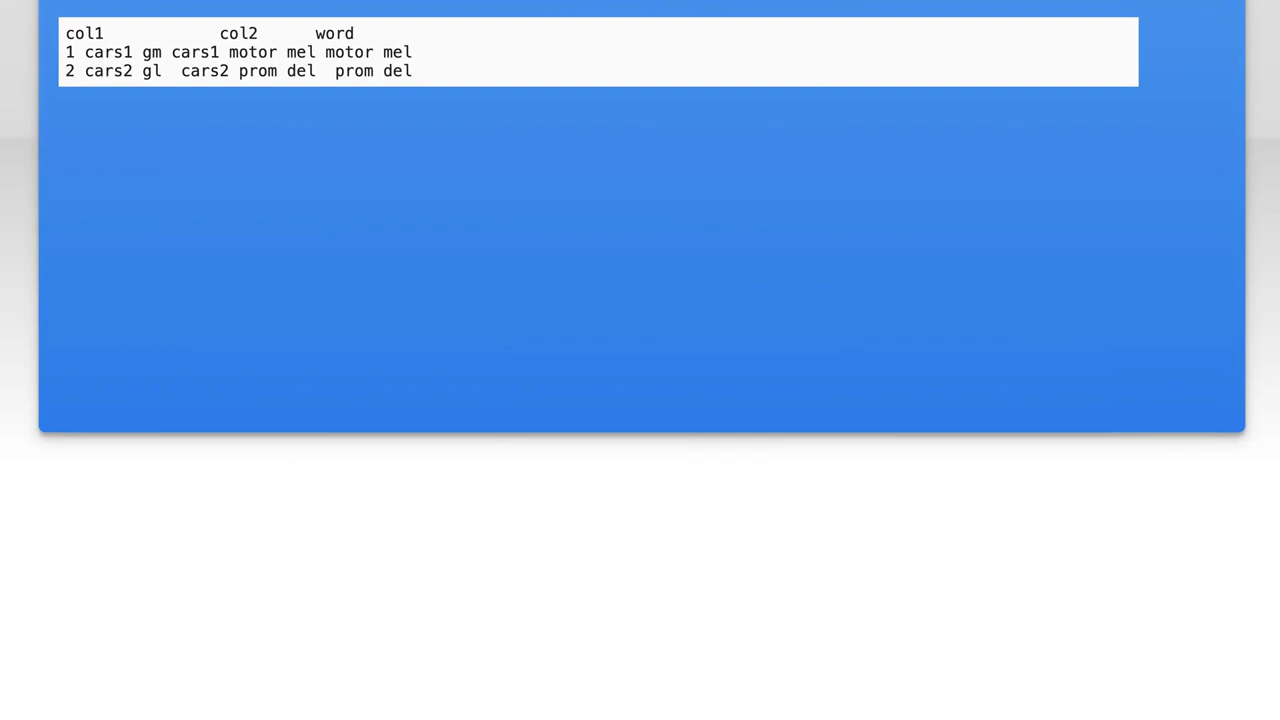 col1            col2      word
1 cars1 gm cars1 motor mel motor mel
2 cars2 gl  cars2 prom del  prom del